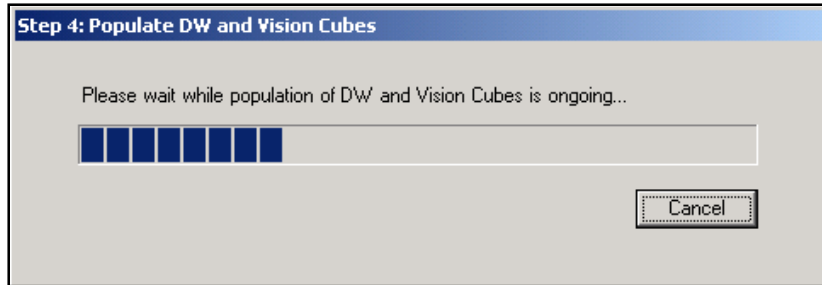 Step 4: Populate DW and Vision Cubes
Please wait while population of DW and Vision Cubes is ongoing...
Cancel